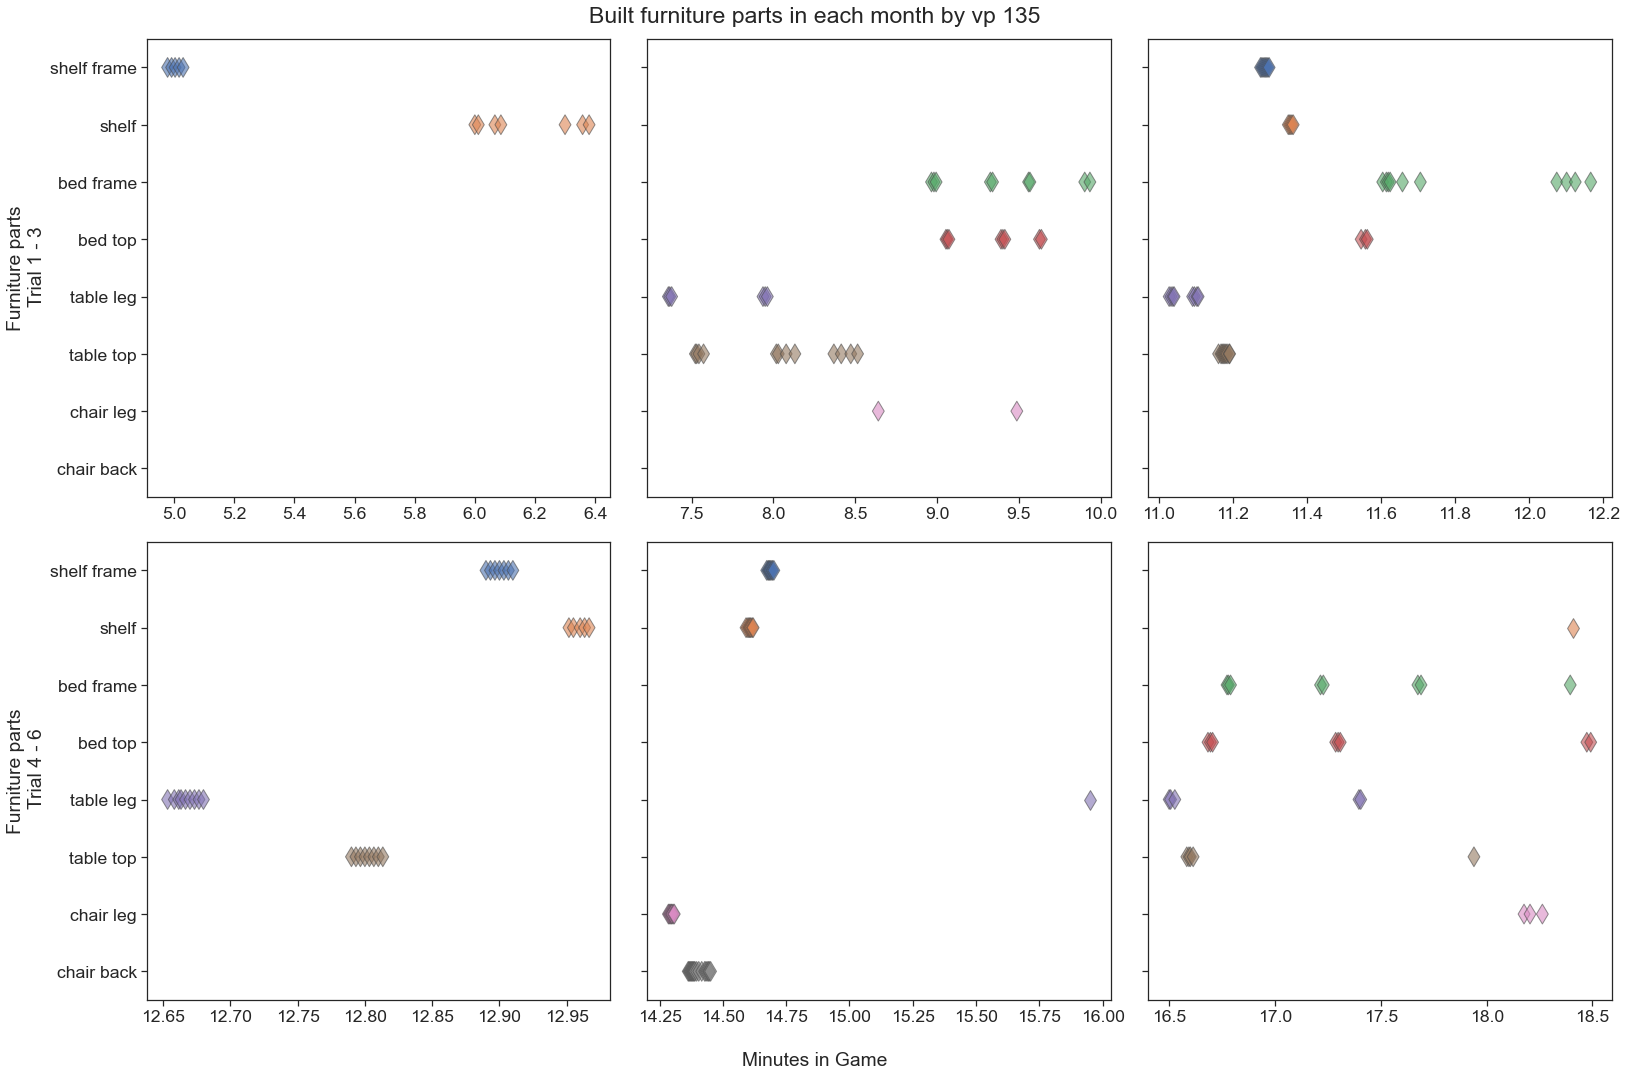 Built furniture parts in each month by vp 135
Furniture parts
Trial 1 - 3
shelf frame
shelf
bed frame
bed top
table leg
table top
chair leg
chair back
5.0 5.2 5.4 5.6 5.8 6.0 6.2 6.4
7.5 8.0 8.5 9.0 9.5 10.0
11.0 11.2 11.4 11.6 11.8 12.0 12.2
Furniture parts
Trial 4 - 6
shelf frame
shelf
bed frame
bed top
table leg
table top
chair leg
chair back
12.65 12.70 12.75 12.80 12.85 12.90 12.95
14.25 14.50 14.75 15.00 15.25 15.50 15.75 16.00
16.5 17.0 17.5 18.0 18.5
Minutes in Game